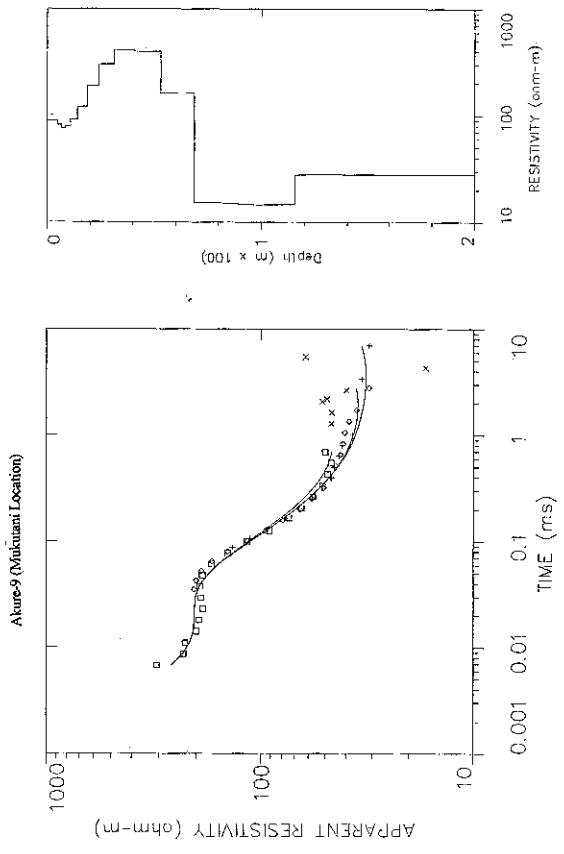 Akure-9 (Mukutani Location)
APPARENT RESISTIVITY (ohm-m)
1000
100
10
0.001
0.01
0.1
1
10
TIME (ms)
0
1
2
Depth (m x 100)
10
100
1000
RESISTIVITY (ohm-m)